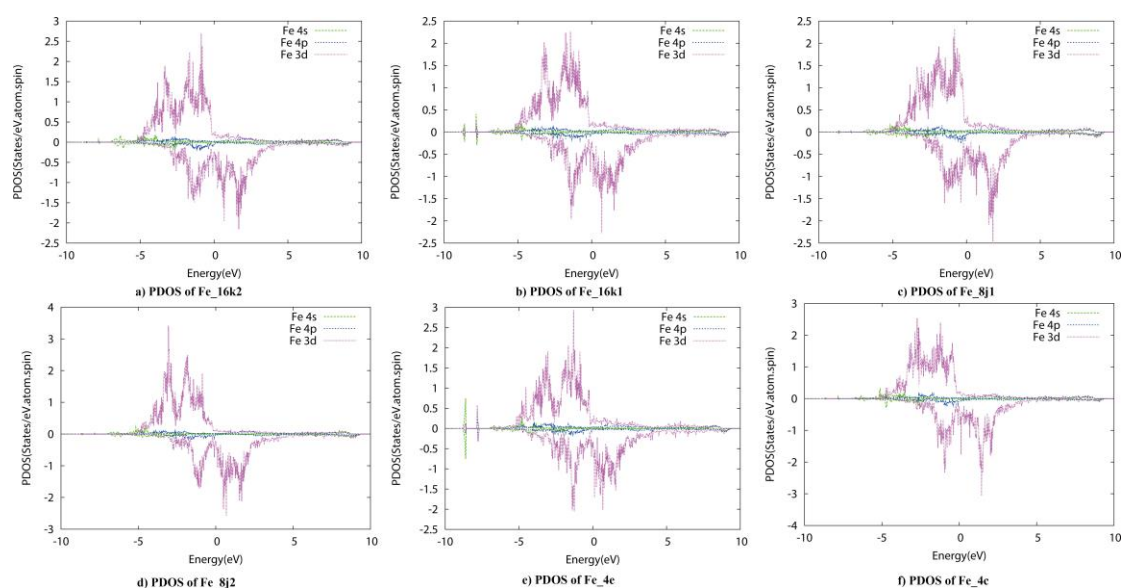 3
2.5
2
1.5
1
0.5
0
-0.5
-1
-1.5
-2
-2.5
-10
-5
0
5
10
PDOS(States/eV.atom.spin)
Energy(eV)
Fe 4s
Fe 4p
Fe 3d
a) PDOS of Fe_16k2
2.5
2
1.5
1
0.5
0
-0.5
-1
-1.5
-2
-2.5
-10
-5
0
5
10
PDOS(States/eV.atom.spin)
Energy(eV)
Fe 4s
Fe 4p
Fe 3d
b) PDOS of Fe_16k1
2.5
2
1.5
1
0.5
0
-0.5
-1
-1.5
-2
-2.5
-10
-5
0
5
10
PDOS(States/eV.atom.spin)
Energy(eV)
Fe 4s
Fe 4p
Fe 3d
c) PDOS of Fe_8j1
4
3
2
1
0
-1
-2
-3
-10
-5
0
5
10
PDOS(States/eV.atom.spin)
Energy(eV)
Fe 4s
Fe 4p
Fe 3d
d) PDOS of Fe_8j2
3
2.5
2
1.5
1
0.5
0
-0.5
-1
-1.5
-2
-2.5
-10
-5
0
5
10
PDOS(States/eV.atom.spin)
Energy(eV)
Fe 4s
Fe 4p
Fe 3d
e) PDOS of Fe_4e
3
2
1
0
-1
-2
-3
-4
-10
-5
0
5
10
PDOS(States/eV.atom.spin)
Energy(eV)
Fe 4s
Fe 4p
Fe 3d
f) PDOS of Fe_4c